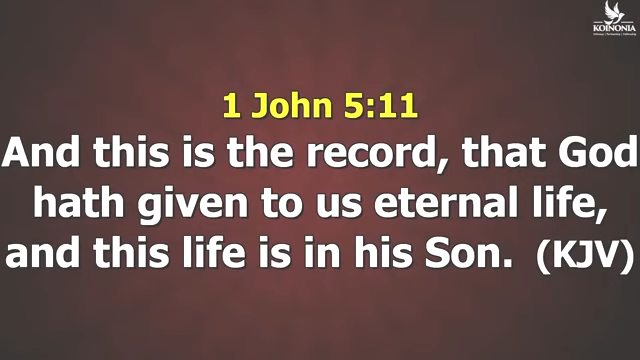 KOINONIA
1 John 5:11
And this is the record, that God
hath given to us eternal life,
and this life is in his Son. (KJV)